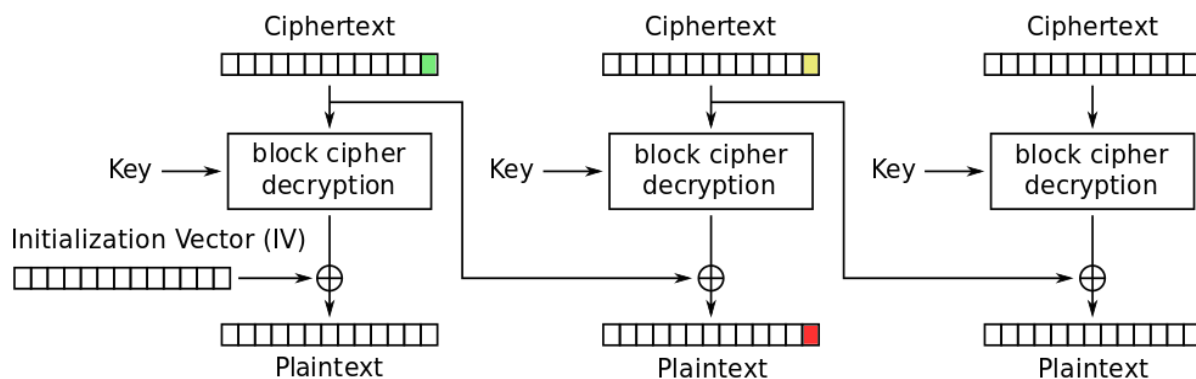 Ciphertext
Ciphertext
Ciphertext
Key
block cipher
decryption
Key
block cipher
decryption
Key
block cipher
decryption
Initialization Vector (IV)
Plaintext
Plaintext
Plaintext